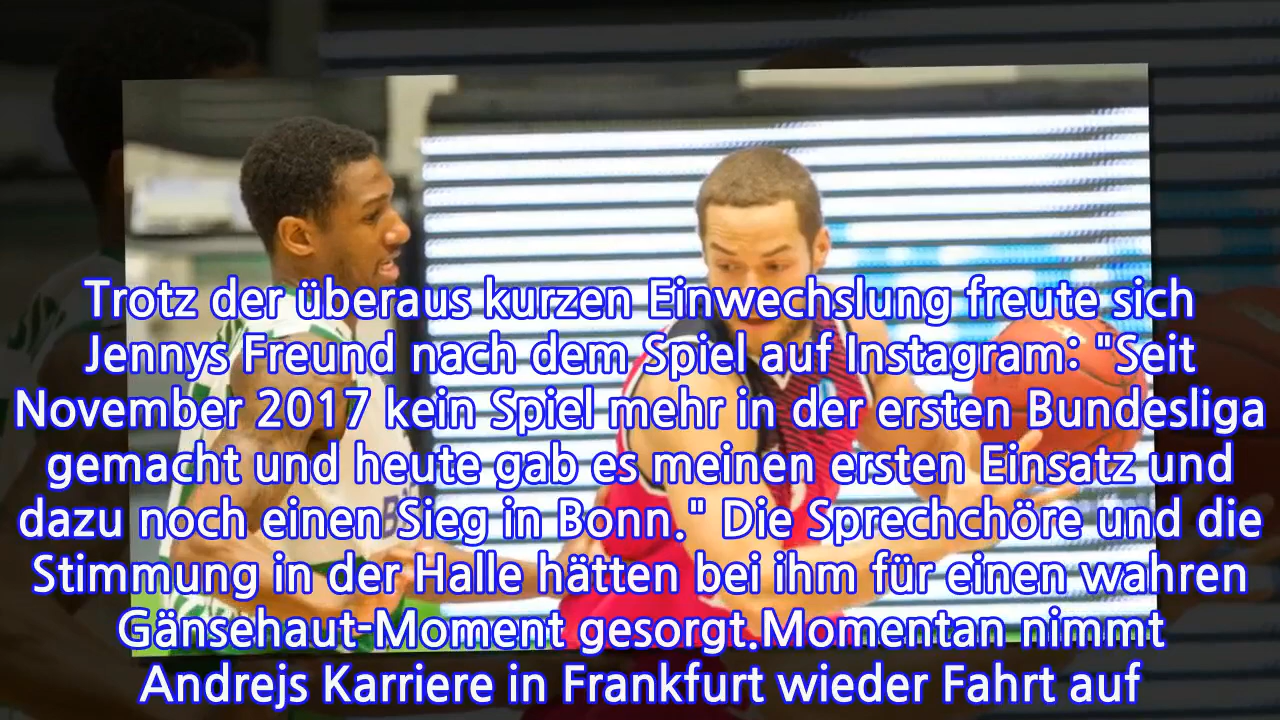 Trotz der überaus kurzen Einwechslung freute sich
Jennys Freund nach dem Spiel auf Instagram: "Seit
November 2017 kein Spiel mehr in der ersten Bundesliga
gemacht und heute gab es meinen ersten Einsatz und
dazu noch einen Sieg in Bonn." Die Sprechchöre und die
Stimmung in der Halle hätten bei ihm für einen wahren
Gänsehaut-Moment gesorgt.Momentan nimmt
Andrejs Karriere in Frankfurt wieder Fahrt auf